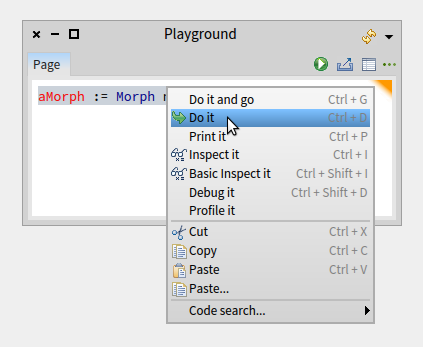 Playground
Page
aMorph := Morph
Do it and go Ctrl + G
Do it Ctrl + D
Print it Ctrl + P
Inspect it Ctrl + I
Basic Inspect it Ctrl + Shift + I
Debug it Ctrl + Shift + D
Profile it
Cut Ctrl + X
Copy Ctrl + C
Paste Ctrl + V
Paste...
Code search...